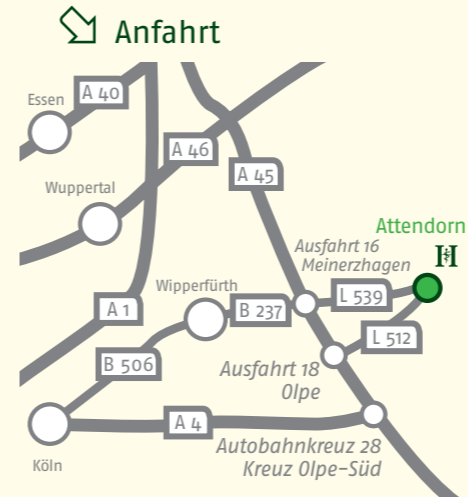 Anfahrt
Essen
A 40
A 46
Wuppertal
A 45
Attendorn
Ausfahrt 16
Meinerzhagen
H
Wipperfürth
L 539
A 1
B 237
L 512
B 506
Ausfahrt 18
Olpe
A 4
Autobahnkreuz 28
Kreuz Olpe-Süd
Köln